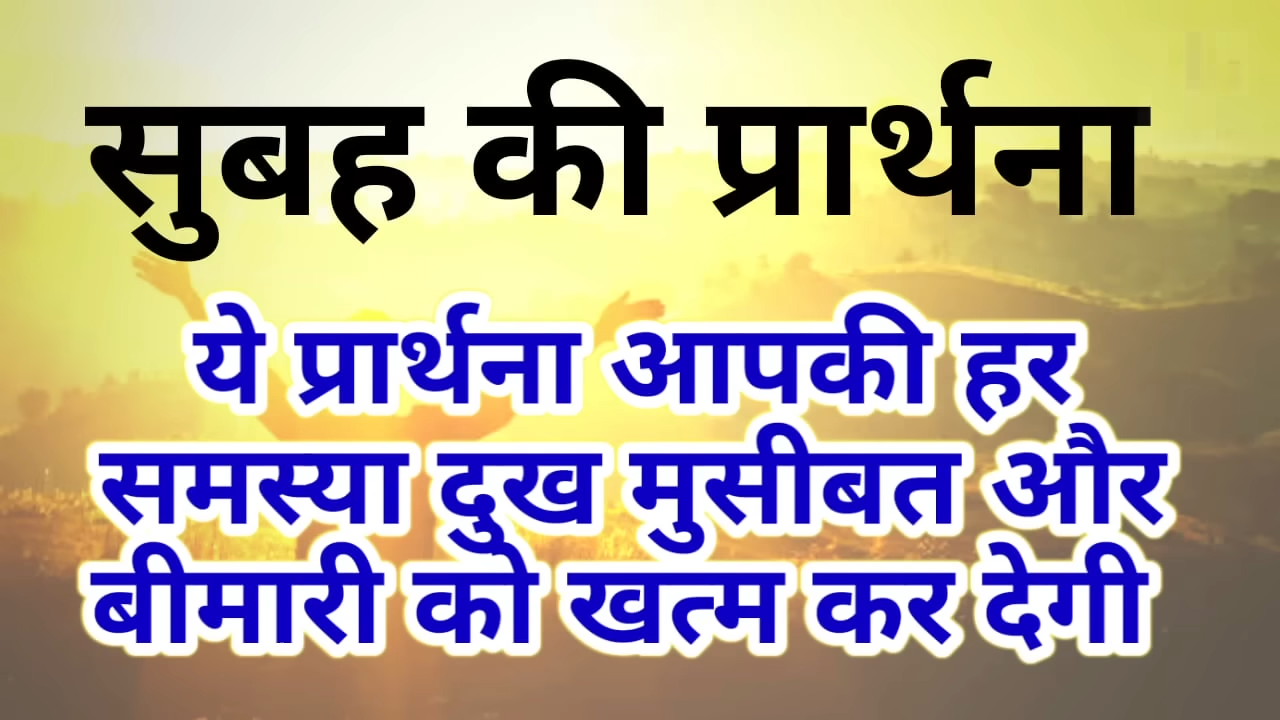 सुबह की प्रार्थना
ये प्रार्थना आपकी हर
समस्या दुख मुसीबत और
बीमारी को खत्म कर देगी